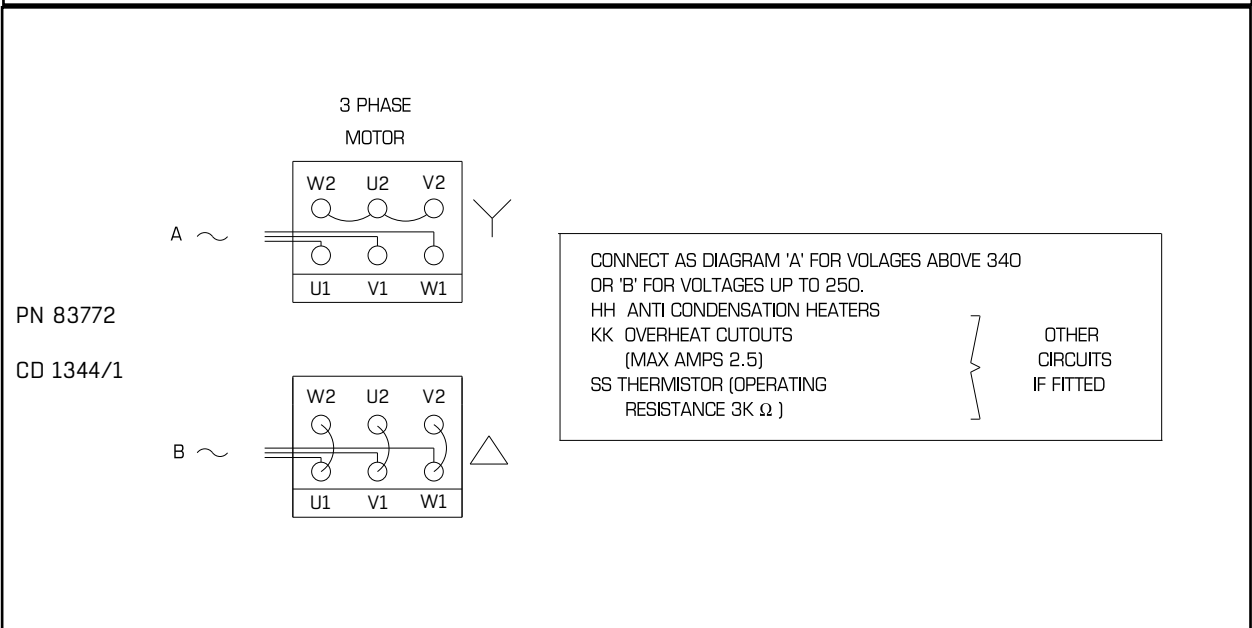 3 PHASE
MOTOR
W2 U2 V2
A
U1 V1 W1
PN 83772
CD 1344/1
W2 U2 V2
B
U1 V1 W1
CONNECT AS DIAGRAM 'A' FOR VOLAGES ABOVE 340
OR 'B' FOR VOLTAGES UP TO 250.
HH ANTI CONDENSATION HEATERS
KK OVERHEAT CUTOUTS
(MAX AMPS 2.5)
SS THERMISTOR (OPERATING
RESISTANCE 3K Ω )
OTHER
CIRCUITS
IF FITTED